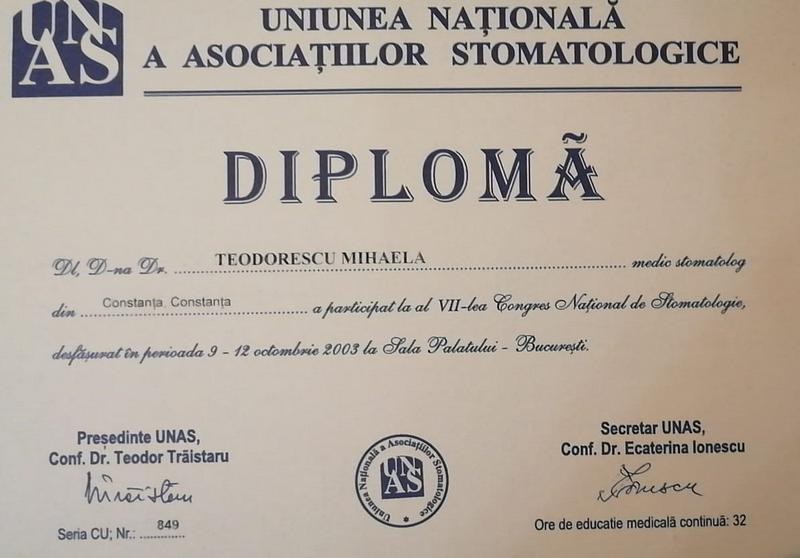 UNAS
UNIUNEA NAȚIONALĂ
A ASOCIAȚIILOR STOMATOLOGICE
DIPLOMĂ
Dl, D-na Dr. ........ TEODORESCU MIHAELA ........ medic stomatolog
din ........ Constanța, Constanța ........ a participat la al VII-lea Congres Național de Stomatologie,
desfășurat în perioada 9 - 12 octombrie 2003 la Sala Palatului - București.
Președinte UNAS,
Conf. Dr. Teodor Trăistaru
Secretar UNAS,
Conf. Dr. Ecaterina Ionescu
Uniunea Națională a Asociațiilor Stomatologice
UNAS
Ionescu
Seria CU; Nr.: 849
Ore de educatie medicală continuă: 32